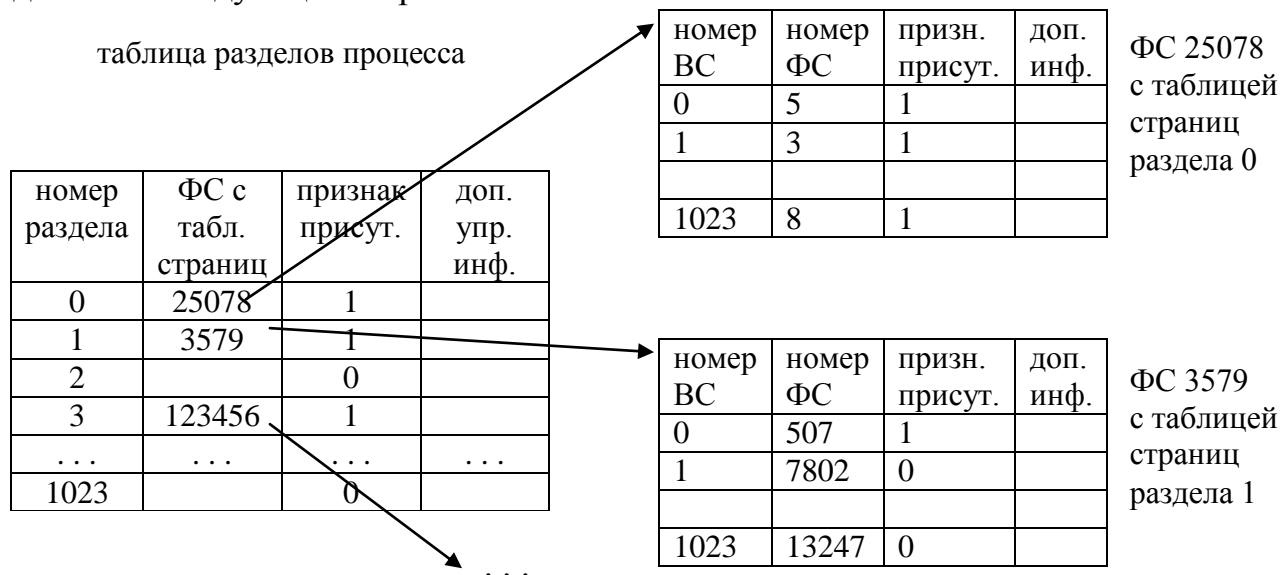 таблица разделов процесса
номер ФС с признак доп.
раздела табл. присут. упр.
страниц инф.
0 25078 1
1 3579 1
2 0
3 123456 1
. . . . . . . . . . . .
1023 0
. . .
номер номер призн. доп.
ВС ФС присут. инф.
0 5 1
1 3 1
1023 8 1
ФС 25078
с таблицей
страниц
раздела 0
номер номер призн. доп.
ВС ФС присут. инф.
0 507 1
1 7802 0
1023 13247 0
ФС 3579
с таблицей
страниц
раздела 1